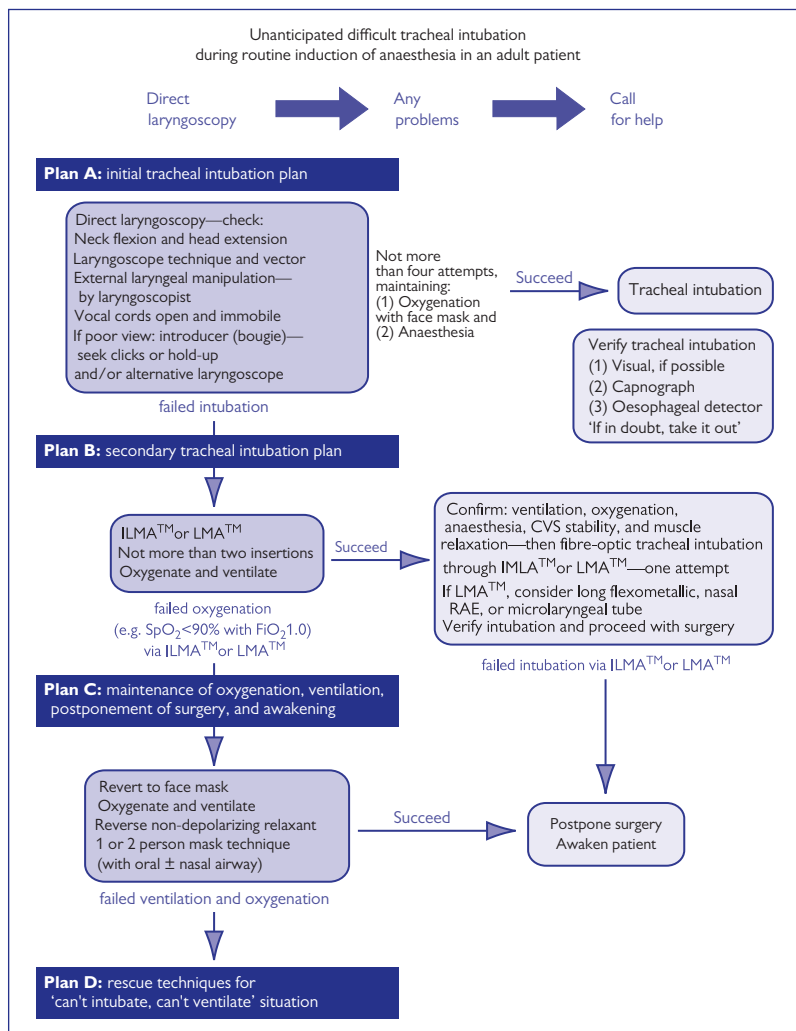 Unanticipated difficult tracheal intubation
during routine induction of anaesthesia in an adult patient
Direct
laryngoscopy
Any
problems
Call
for help
Plan A: initial tracheal intubation plan
Direct laryngoscopy—check:
Neck flexion and head extension
Laryngoscope technique and vector
External laryngeal manipulation—
by laryngoscopist
Vocal cords open and immobile
If poor view: introducer (bougie)—
seek clicks or hold-up
and/or alternative laryngoscope
Not more
than four attempts,
maintaining:
(1) Oxygenation
with face mask and
(2) Anaesthesia
Succeed
Tracheal intubation
Verify tracheal intubation
(1) Visual, if possible
(2) Capnograph
(3) Oesophageal detector
‘If in doubt, take it out’
failed intubation
Plan B: secondary tracheal intubation plan
ILMA™or LMA™
Not more than two insertions
Oxygenate and ventilate
Succeed
Confirm: ventilation, oxygenation,
anaesthesia, CVS stability, and muscle
relaxation—then fibre-optic tracheal intubation
through IMLA™or LMA™—one attempt
If LMA™, consider long flexometallic, nasal
RAE, or microlaryngeal tube
Verify intubation and proceed with surgery
failed oxygenation
(e.g. SpO₂<90% with FiO₂1.0)
via ILMA™or LMA™
failed intubation via ILMA™or LMA™
Plan C: maintenance of oxygenation, ventilation,
postponement of surgery, and awakening
Revert to face mask
Oxygenate and ventilate
Reverse non-depolarizing relaxant
1 or 2 person mask technique
(with oral ± nasal airway)
Succeed
Postpone surgery
Awaken patient
failed ventilation and oxygenation
Plan D: rescue techniques for
‘can't intubate, can't ventilate’ situation